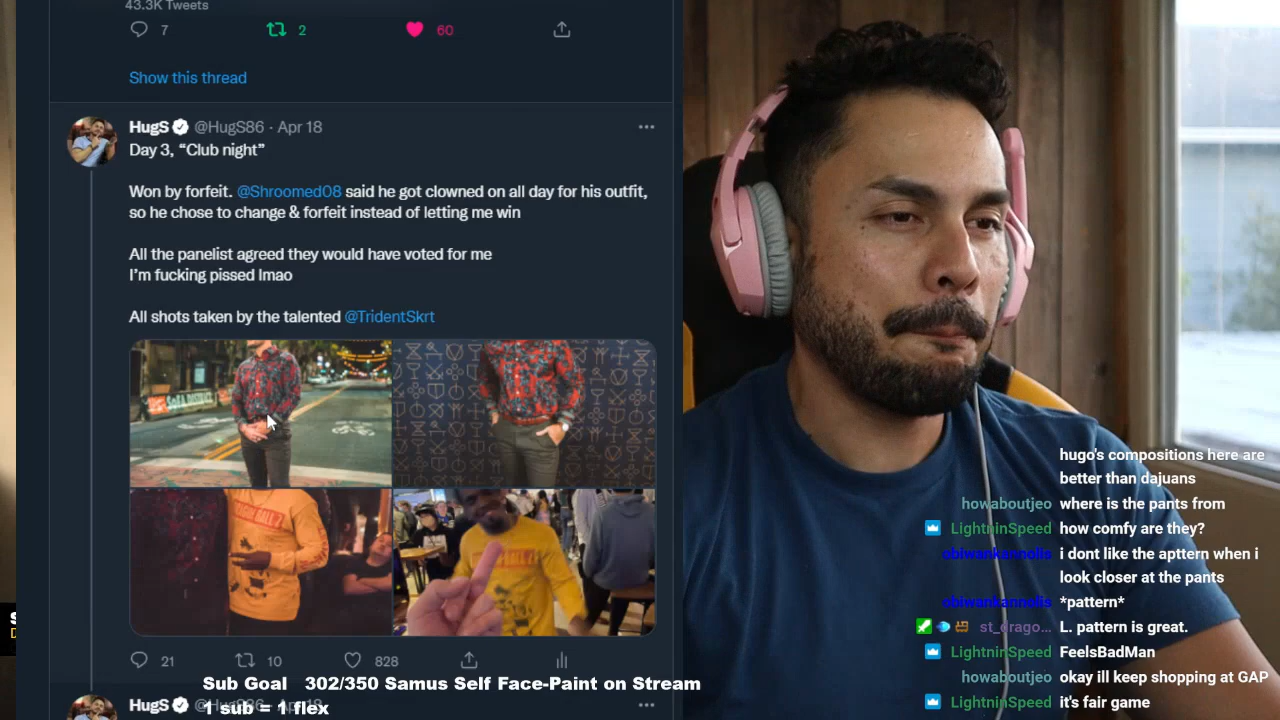 43.3K Tweets
7
2
60
Show this thread
HugS @HugS86 · Apr 18
Day 3, “Club night”
Won by forfeit. @Shroomed08 said he got clowned on all day for his outfit,
so he chose to change & forfeit instead of letting me win
All the panelist agreed they would have voted for me
I’m fucking pissed lmao
All shots taken by the talented @TridentSkrt
21
10
828
HugS @HugS86 · Apr 18
Sub Goal 302/350 Samus Self Face-Paint on Stream
1 sub = 1 flex
hugo's compositions here are
better than dajuans
howaboutjeo where is the pants from
LightninSpeed how comfy are they?
obiwankannolis i dont like the apttern when i
look closer at the pants
obiwankannolis *pattern*
st_drago... L. pattern is great.
LightninSpeed FeelsBadMan
howaboutjeo okay ill keep shopping at GAP
LightninSpeed it's fair game